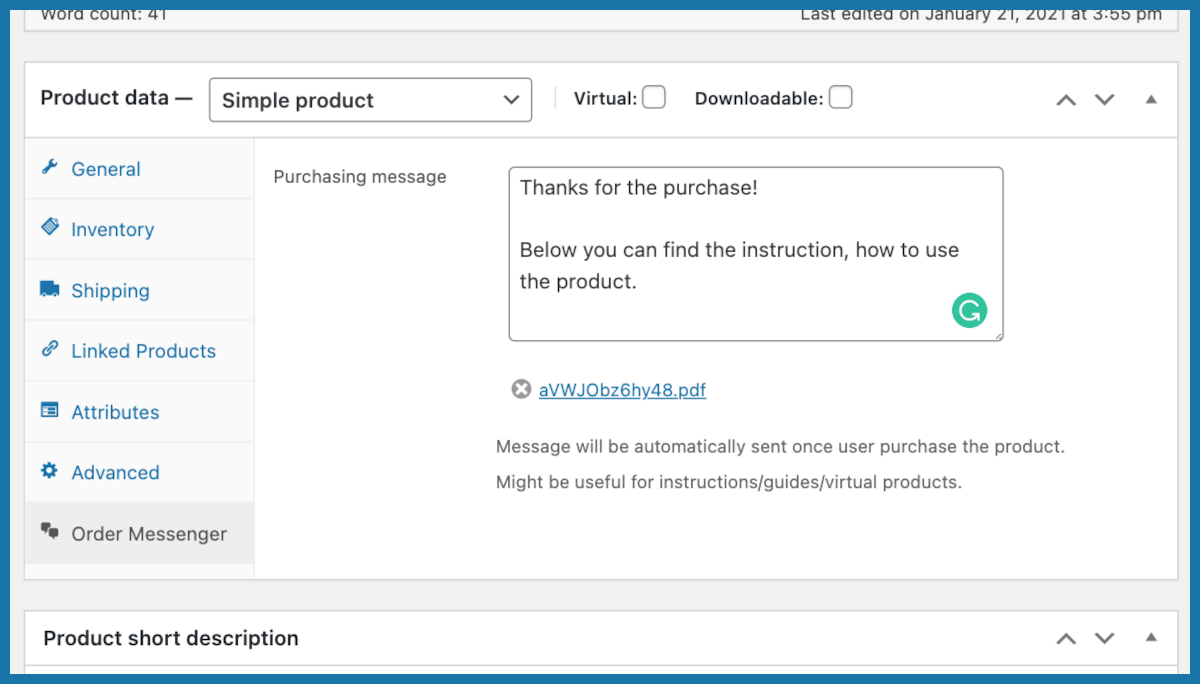 Word count: 41
Last edited on January 21, 2021 at 3:55 pm
Product data —
Simple product
Virtual:
Downloadable:
General
Inventory
Shipping
Linked Products
Attributes
Advanced
Order Messenger
Purchasing message
Thanks for the purchase!
Below you can find the instruction, how to use
the product.
aVWJObz6hy48.pdf
Message will be automatically sent once user purchase the product.
Might be useful for instructions/guides/virtual products.
Product short description